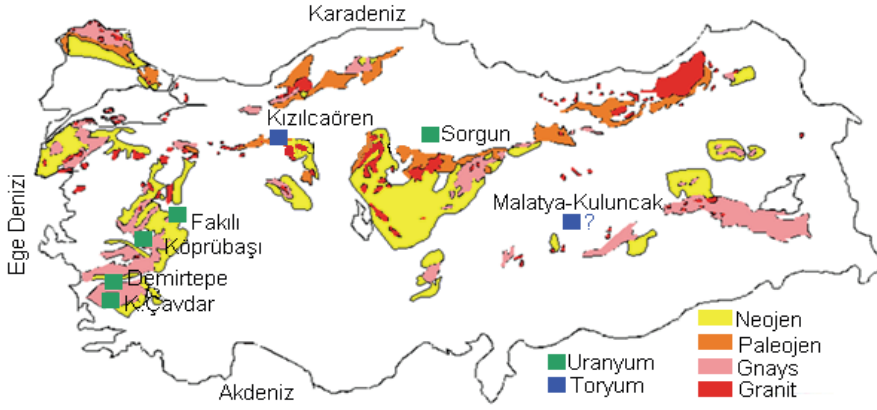 Karadeniz
Kızılcaören
Sorgun
Malatya-Kuluncak
?
Ege Denizi
Fakılı
Köprübaşı
Demirtepe
K.Çavdar
Akdeniz
Uranyum
Toryum
Neojen
Paleojen
Gnays
Granit